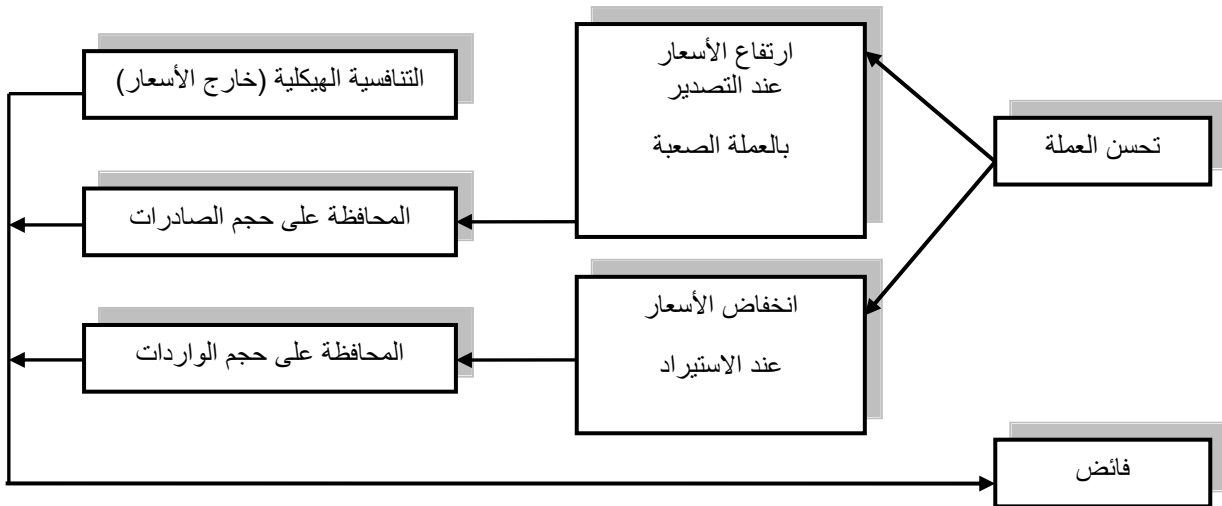 تحسن العملة
ارتفاع الأسعار
عند التصدير
بالعملة الصعبة
التنافسية الهيكلية (خارج الأسعار)
المحافظة على حجم الصادرات
انخفاض الأسعار
عند الاستيراد
المحافظة على حجم الواردات
فائض